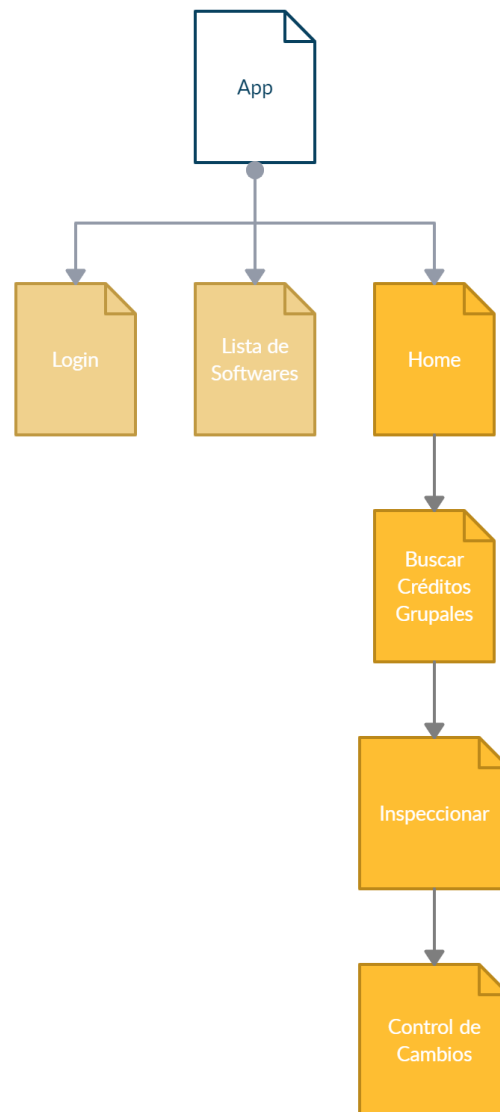 App
Login
Lista de
Softwares
Home
Buscar
Créditos
Grupales
Inspeccionar
Control de
Cambios